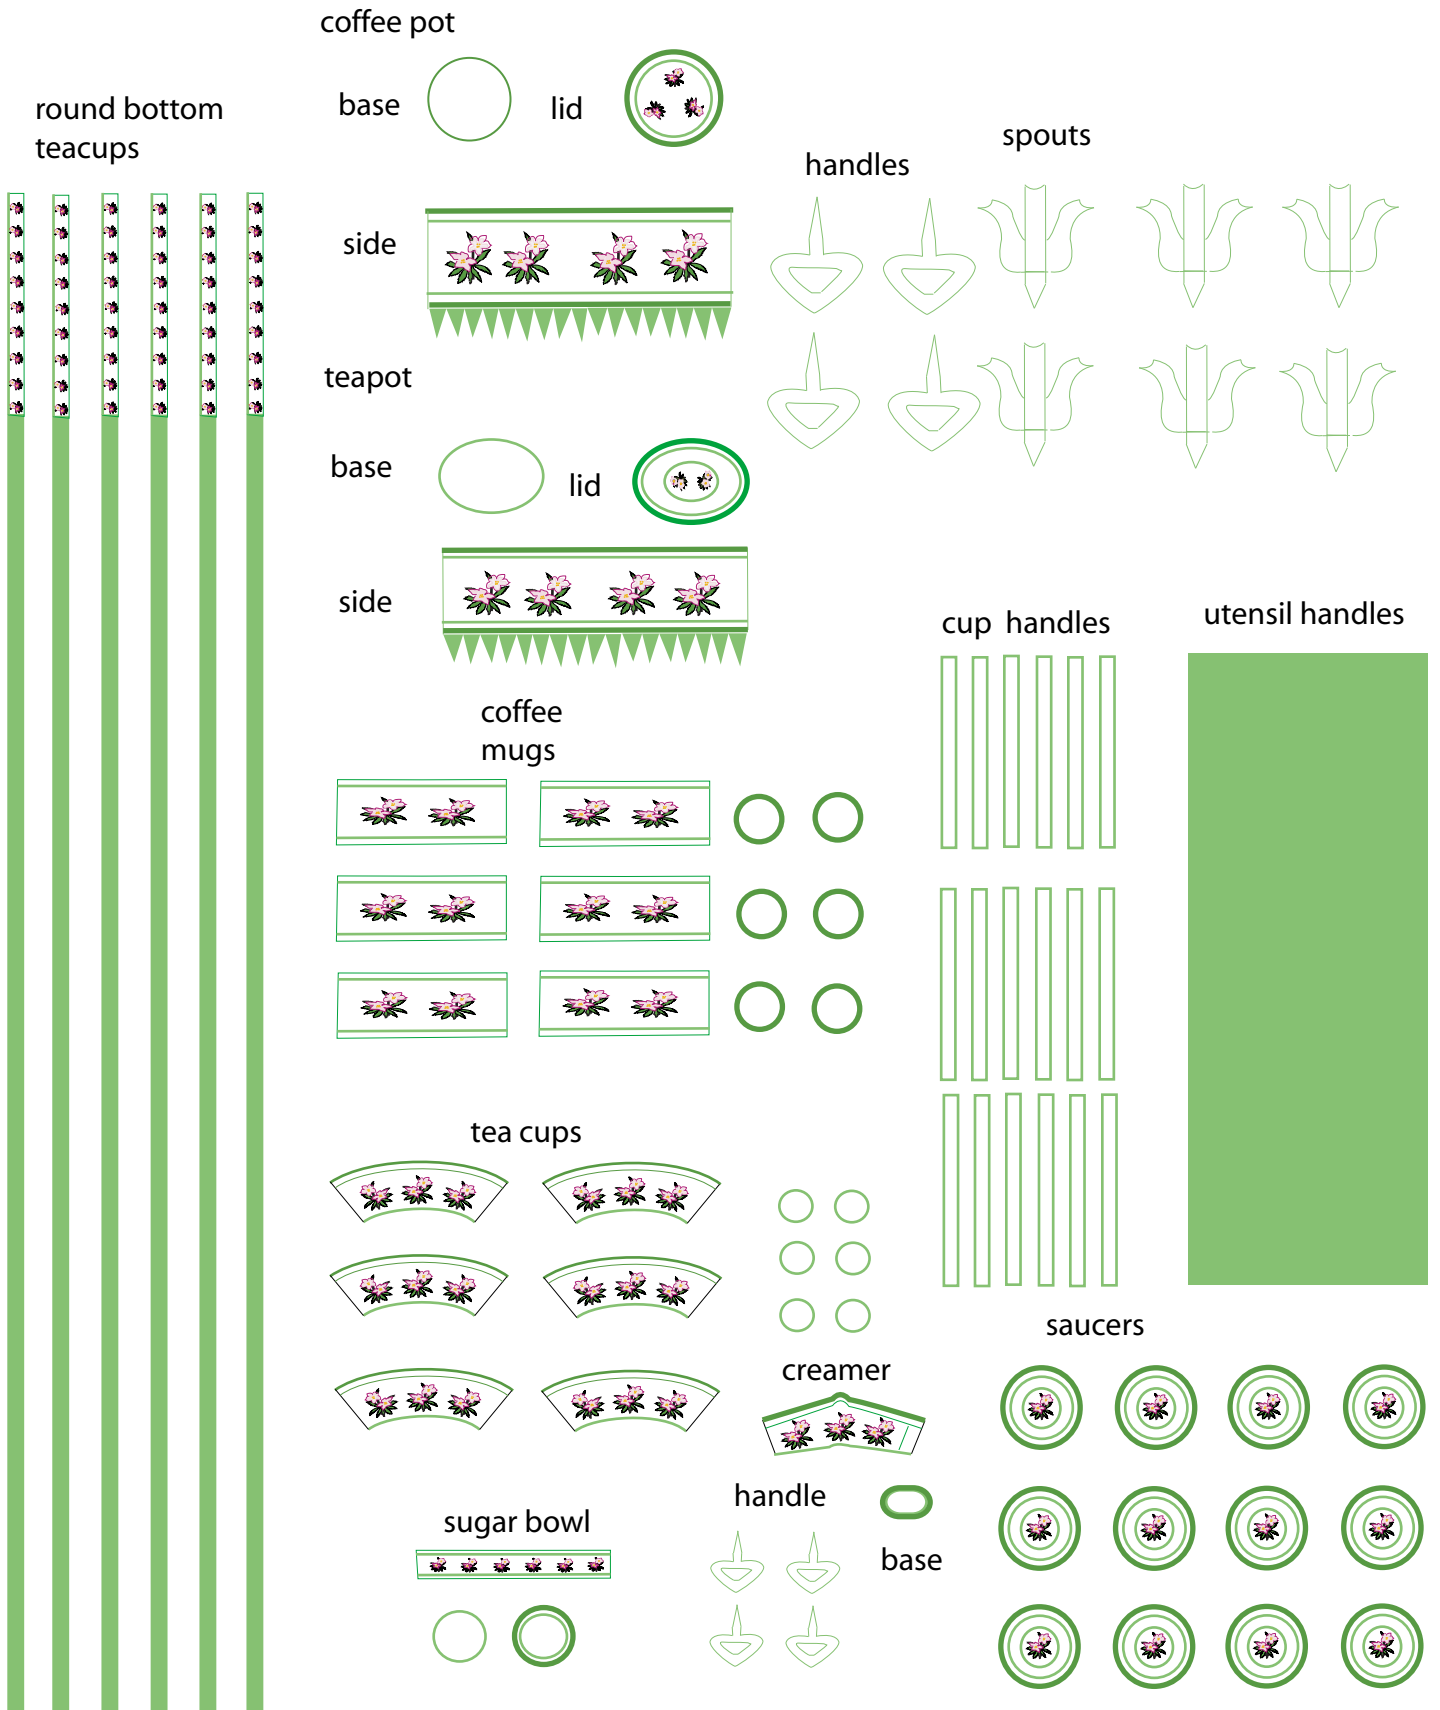 coffee pot
base
lid
round bottom
teacups
spouts
handles
side
teapot
base
lid
side
cup handles
utensil handles
coffee
mugs
tea cups
saucers
creamer
handle
sugar bowl
base